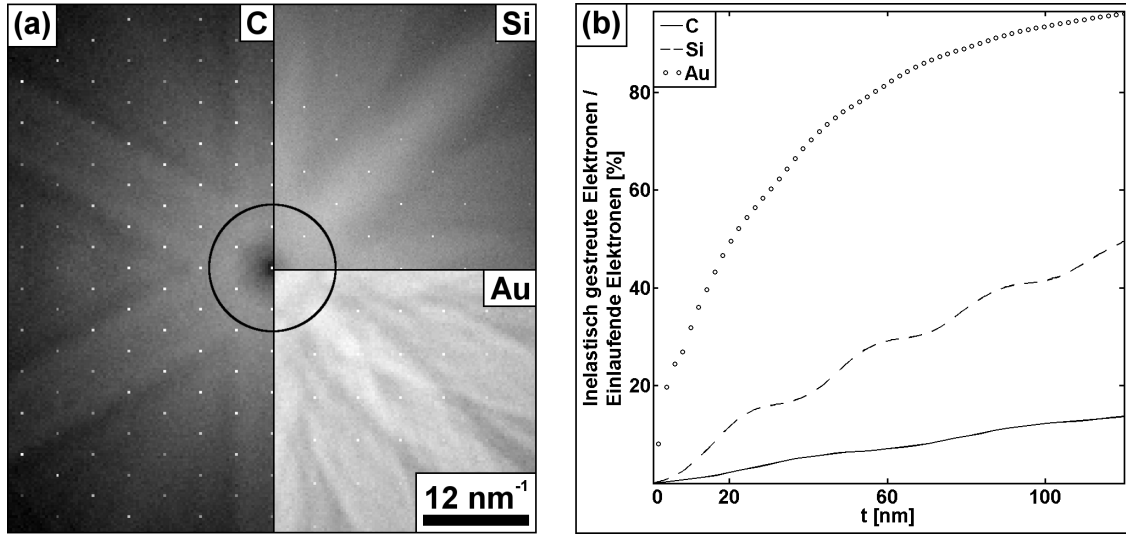 (a)
C
Si
Au
12 nm⁻¹
(b)
C
Si
Au
Inelastisch gestreute Elektronen /
Einlaufende Elektronen [%]
80
60
40
20
0
20
60
100
t [nm]